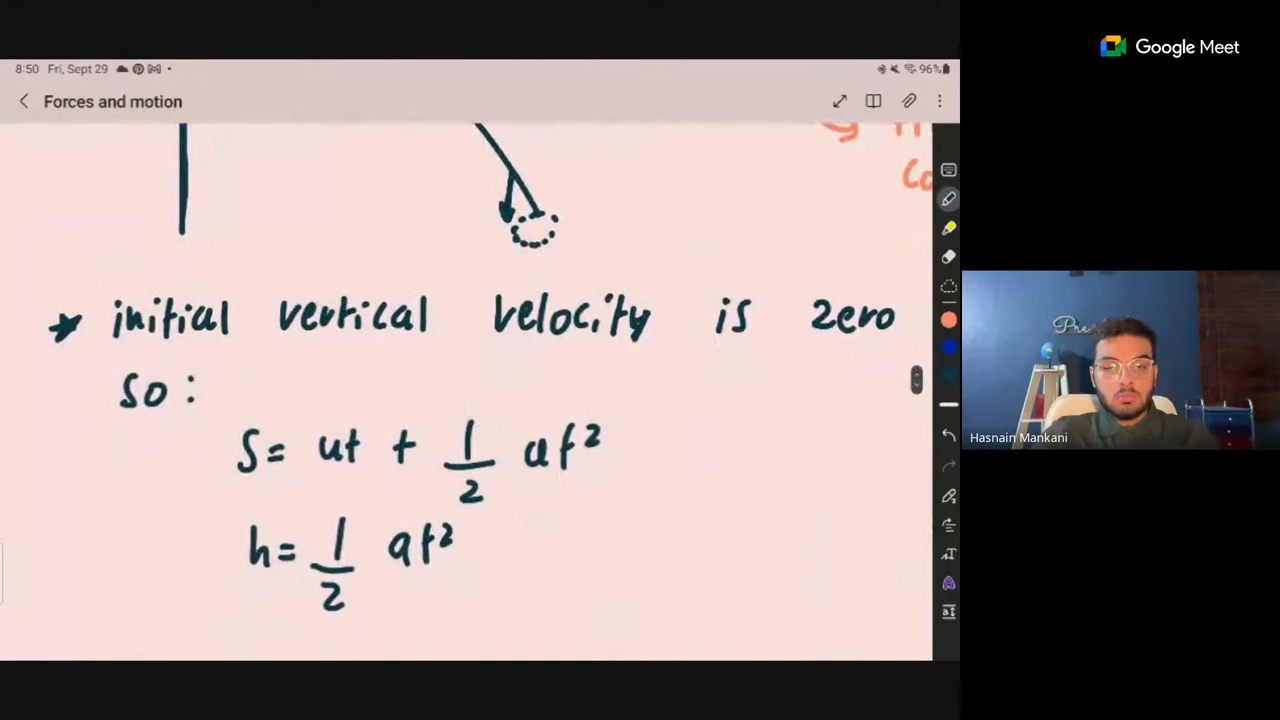 Google Meet
8:50 Fri, Sept 29
96%
Forces and motion
★ initial vertical velocity is zero
so:
S= ut + 1/2 at²
h= 1/2 at²
Hasnain Mankani